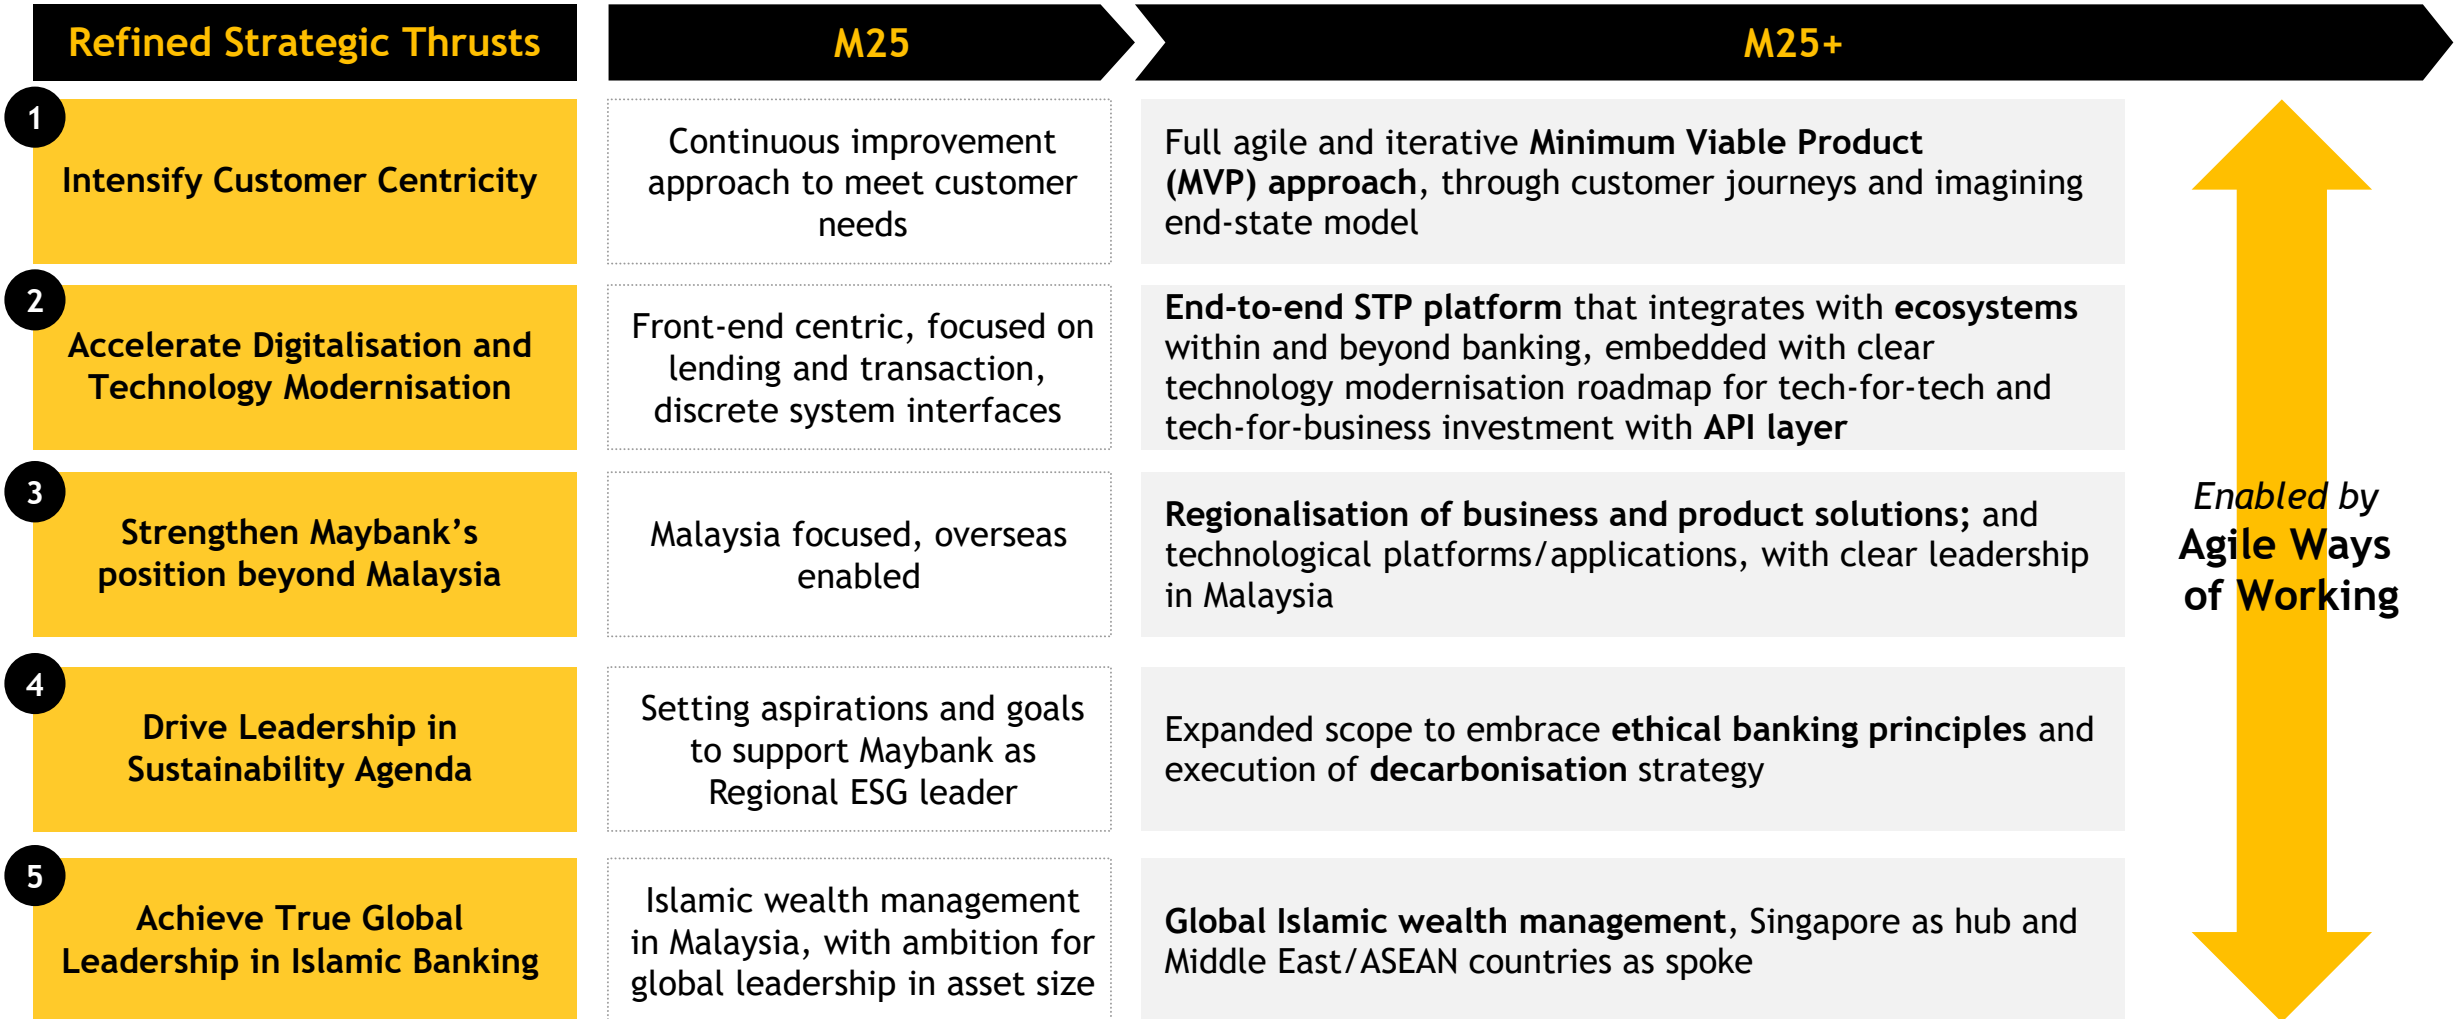 Refined Strategic Thrusts
M25
M25+
1
Intensify Customer Centricity
Continuous improvement
approach to meet customer
needs
Full agile and iterative Minimum Viable Product
(MVP) approach, through customer journeys and imagining
end-state model
2
Accelerate Digitalisation and
Technology Modernisation
Front-end centric, focused on
lending and transaction,
discrete system interfaces
End-to-end STP platform that integrates with ecosystems
within and beyond banking, embedded with clear
technology modernisation roadmap for tech-for-tech and
tech-for-business investment with API layer
3
Strengthen Maybank’s
position beyond Malaysia
Malaysia focused, overseas
enabled
Regionalisation of business and product solutions; and
technological platforms/applications, with clear leadership
in Malaysia
4
Drive Leadership in
Sustainability Agenda
Setting aspirations and goals
to support Maybank as
Regional ESG leader
Expanded scope to embrace ethical banking principles and
execution of decarbonisation strategy
5
Achieve True Global
Leadership in Islamic Banking
Islamic wealth management
in Malaysia, with ambition for
global leadership in asset size
Global Islamic wealth management, Singapore as hub and
Middle East/ASEAN countries as spoke
Enabled by
Agile Ways
of Working